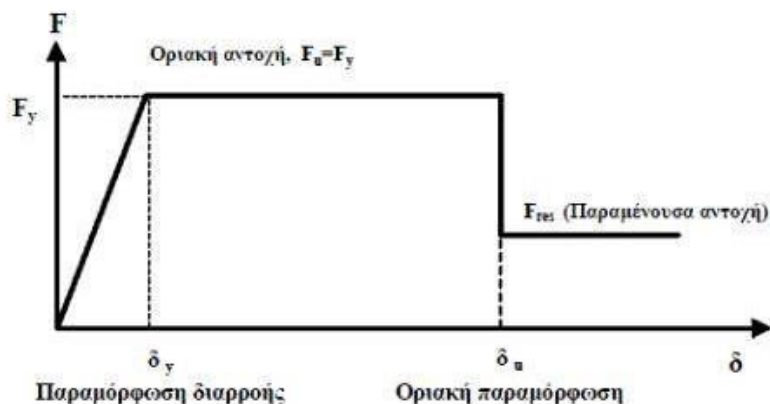 F
Οριακή αντοχή, Fu=Fy
Fy
Fres (Παραμένουσα αντοχή)
δy δu δ
Παραμόρφωση διαρροής Οριακή παραμόρφωση